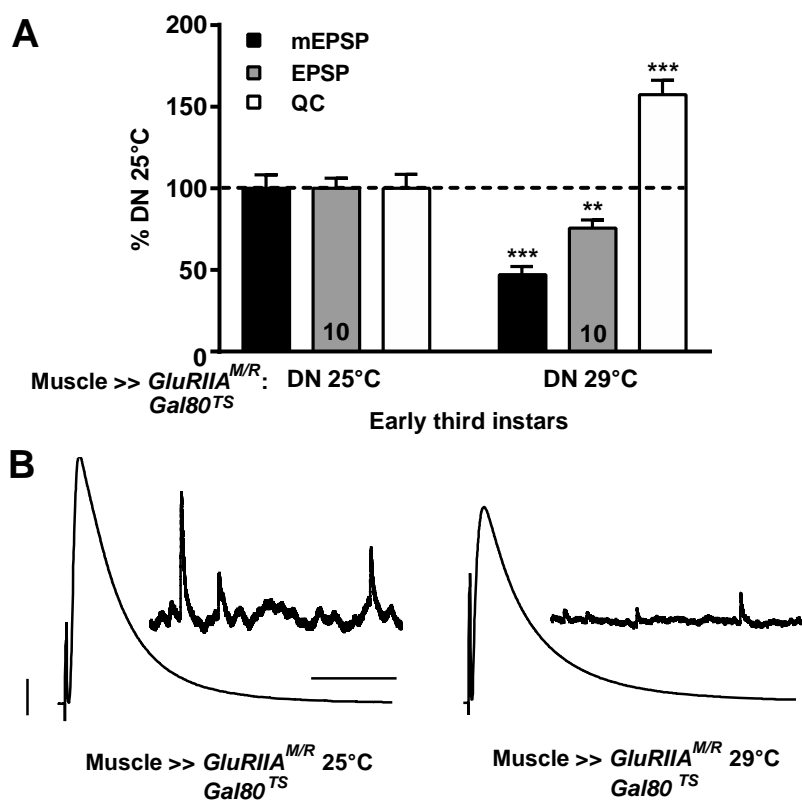 A
200
150
100
50
0
% DN 25°C
mEPSP
EPSP
QC
***
**
***
10
10
Muscle >> GluRIIA^M/R : DN 25°C DN 29°C
Gal80^TS
Early third instars
B
Muscle >> GluRIIA^M/R 25°C
Gal80^TS
Muscle >> GluRIIA^M/R 29°C
Gal80^TS